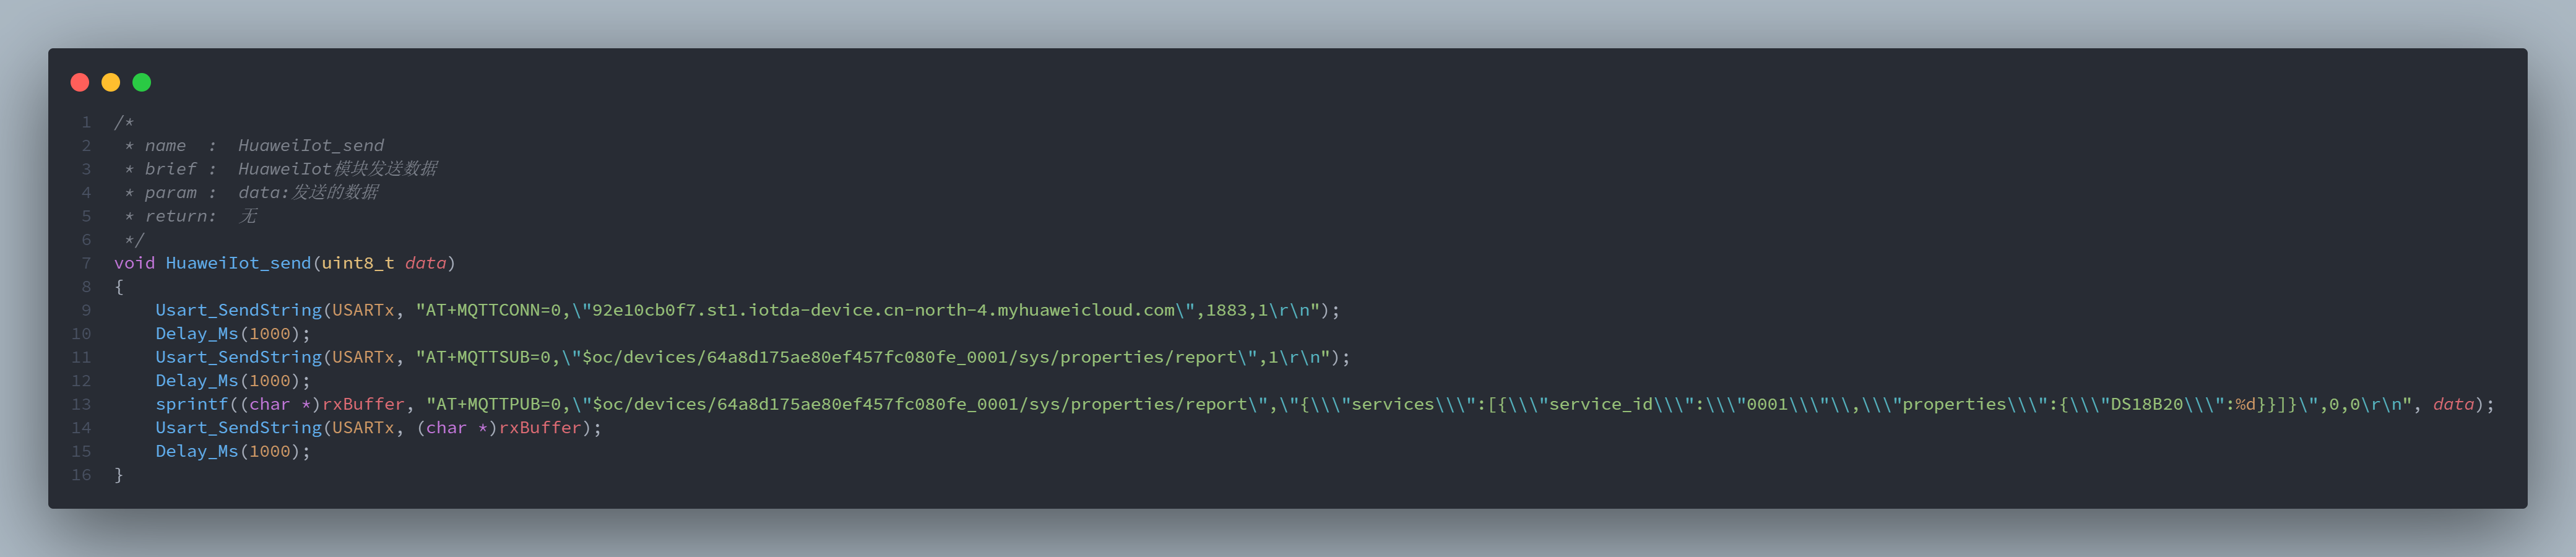 1 /*
2  * name  :  HuaweiIot_send
3  * brief :  HuaweiIot模块发送数据
4  * param :  data:发送的数据
5  * return:  无
6  */
7 void HuaweiIot_send(uint8_t data)
8 {
9     Usart_SendString(USARTx, "AT+MQTTCONN=0,\"92e10cb0f7.st1.iotda-device.cn-north-4.myhuaweicloud.com\",1883,1\r\n");
10     Delay_Ms(1000);
11     Usart_SendString(USARTx, "AT+MQTTSUB=0,\"$oc/devices/64a8d175ae80ef457fc080fe_0001/sys/properties/report\",1\r\n");
12     Delay_Ms(1000);
13     sprintf((char *)rxBuffer, "AT+MQTTPUB=0,\"$oc/devices/64a8d175ae80ef457fc080fe_0001/sys/properties/report\",\"{\\\"services\\\":[{\\\"service_id\\\":\\\"0001\\\"\\,\\\"properties\\\":{\\\"DS18B20\\\":%d}}]}\",0,0\r\n", data);
14     Usart_SendString(USARTx, (char *)rxBuffer);
15     Delay_Ms(1000);
16 }